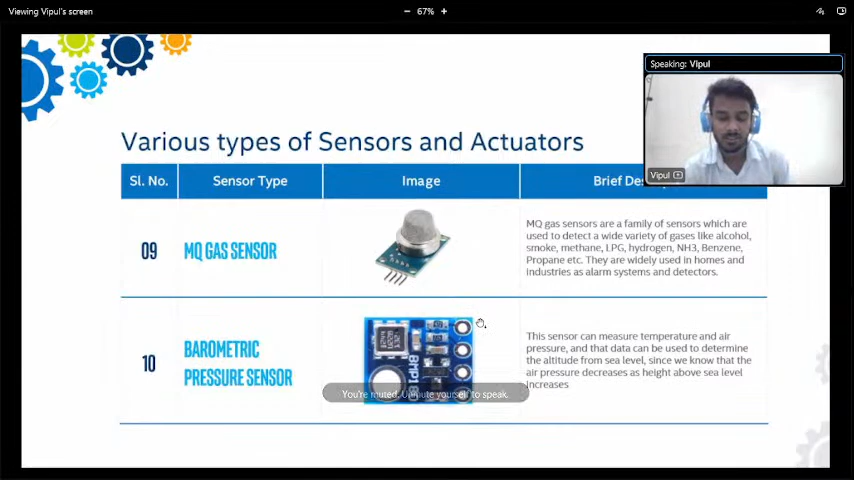 Viewing Vipul's screen
− 67% +
Speaking: Vipul
Vipul
Various types of Sensors and Actuators
Sl. No.
Sensor Type
Image
Brief
09
MQ GAS SENSOR
MQ gas sensors are a family of sensors which are
used to detect a wide variety of gases like alcohol,
smoke, methane, LPG, hydrogen, NH3, Benzene,
Propane etc. They are widely used in homes and
industries as alarm systems and detectors.
10
BAROMETRIC
PRESSURE SENSOR
BMP18
This sensor can measure temperature and air
pressure, and that data can be used to determine
the altitude from sea level, since we know that the
air pressure decreases as height above sea level
increases
You're muted. Unmute yourself to speak.